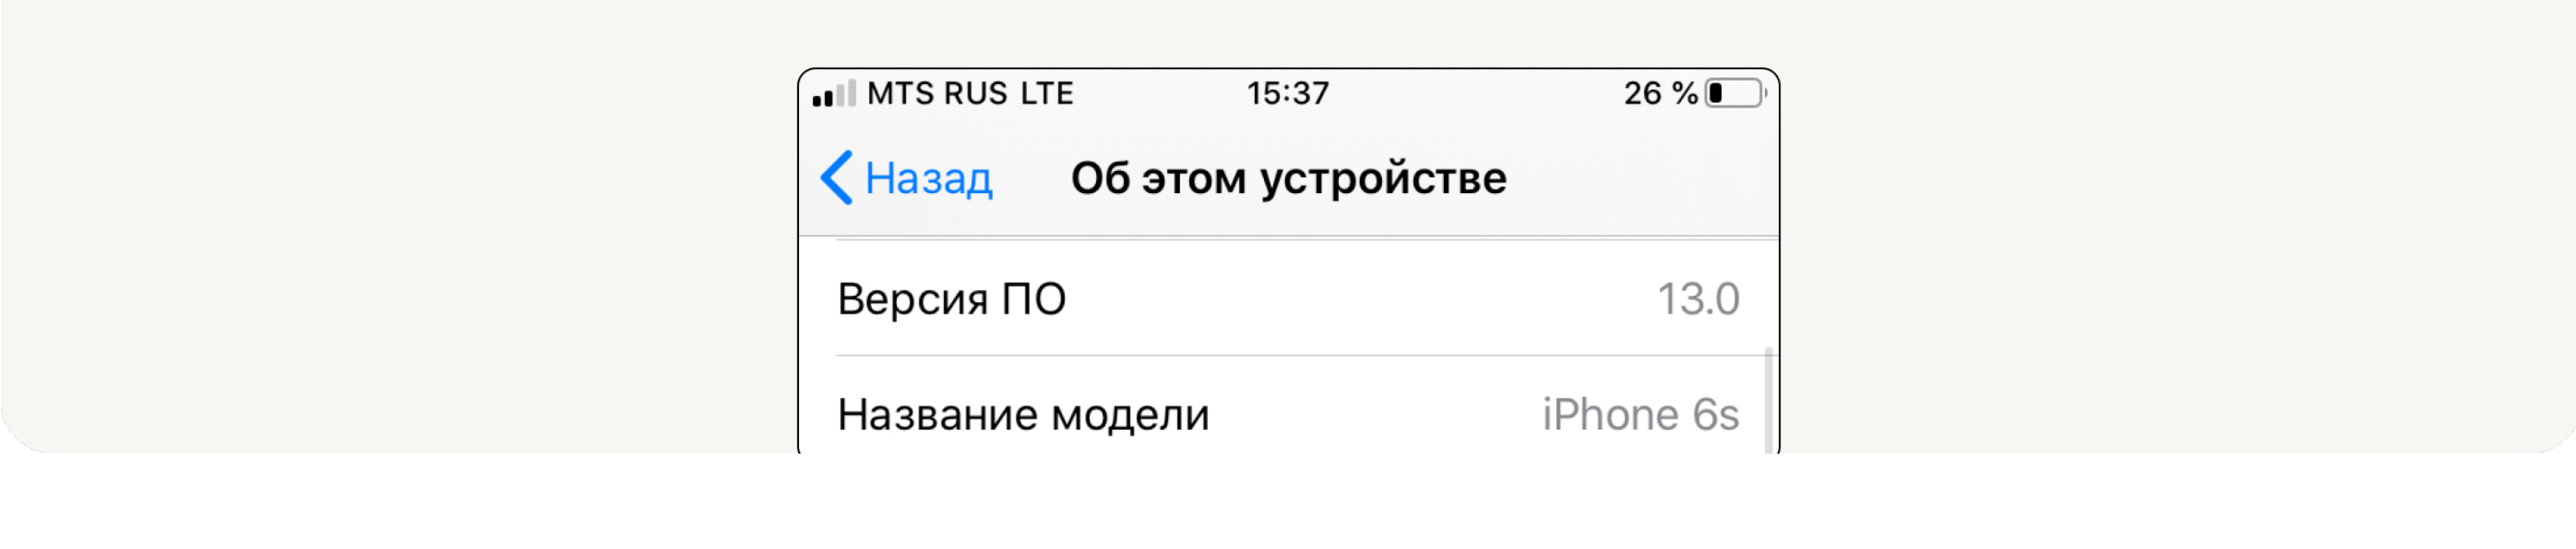 MTS RUS LTE 15:37 26 %
Назад Об этом устройстве
Версия ПО 13.0
Название модели iPhone 6s